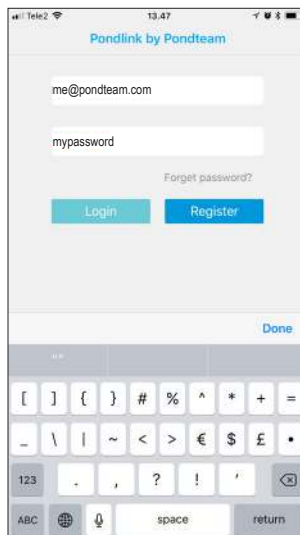 Tele2 13.47
Pondlink by Pondteam
me@pondteam.com
mypassword
Forget password?
Login Register
Done
[ ] { } # % ^ * + =
_ \ | ~ < > € $ £ •
123 . , ? ! '
ABC space return